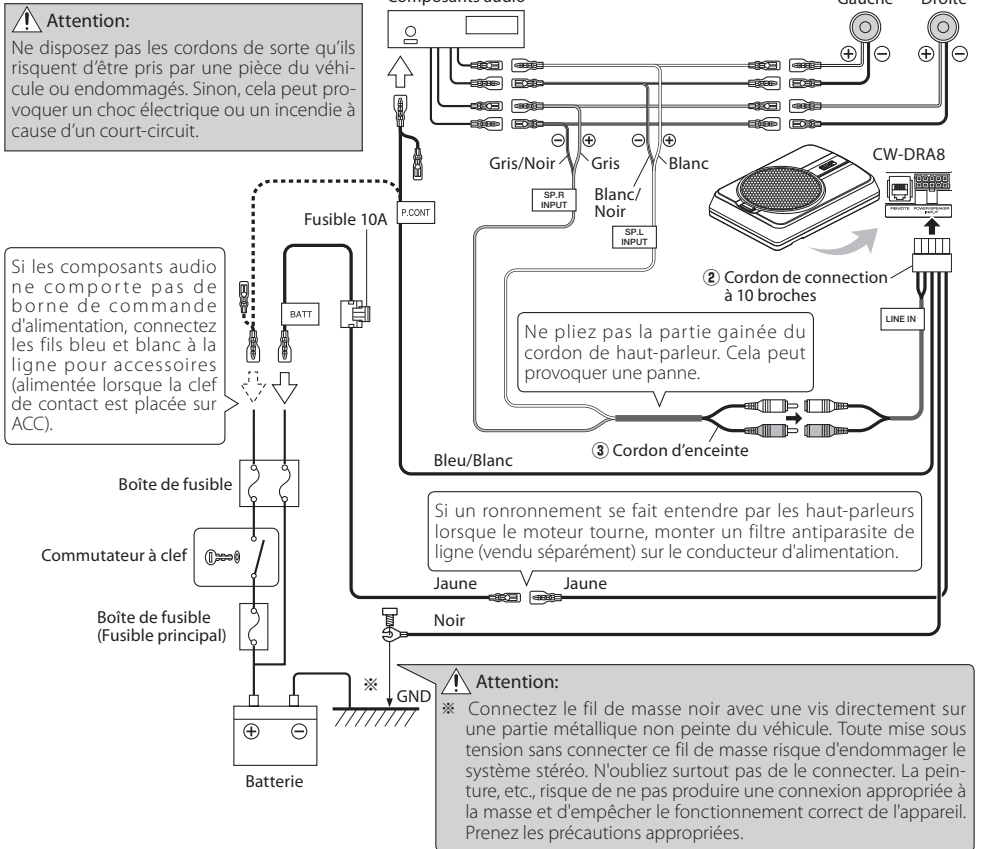 Composants audio
Gauche
Droite
Attention:
Ne disposez pas les cordons de sorte qu'ils
risquent d'être pris par une pièce du véhi-
cule ou endommagés. Sinon, cela peut pro-
voquer un choc électrique ou un incendie à
cause d'un court-circuit.
Gris/Noir
Gris
Blanc/
Noir
Blanc
CW-DRA8
SP.R
INPUT
SP.L
INPUT
REMOTE
POWER/SPEAKER
INPUT
P.CONT
Fusible 10A
BATT
Si les composants audio
ne comporte pas de
borne de commande
d'alimentation, connectez
les fils bleu et blanc à la
ligne pour accessoires
(alimentée lorsque la clef
de contact est placée sur
ACC).
② Cordon de connection
à 10 broches
LINE IN
Ne pliez pas la partie gainée du
cordon de haut-parleur. Cela peut
provoquer une panne.
③ Cordon d'enceinte
Bleu/Blanc
Boîte de fusible
Si un ronronnement se fait entendre par les haut-parleurs
lorsque le moteur tourne, monter un filtre antiparasite de
ligne (vendu séparément) sur le conducteur d'alimentation.
Commutateur à clef
Jaune
Jaune
Boîte de fusible
(Fusible principal)
Noir
※
GND
Batterie
Attention:
※ Connectez le fil de masse noir avec une vis directement sur
une partie métallique non peinte du véhicule. Toute mise sous
tension sans connecter ce fil de masse risque d'endommager le
système stéréo. N'oubliez surtout pas de le connecter. La pein-
ture, etc., risque de ne pas produire une connexion appropriée à
la masse et d'empêcher le fonctionnement correct de l'appareil.
Prenez les précautions appropriées.